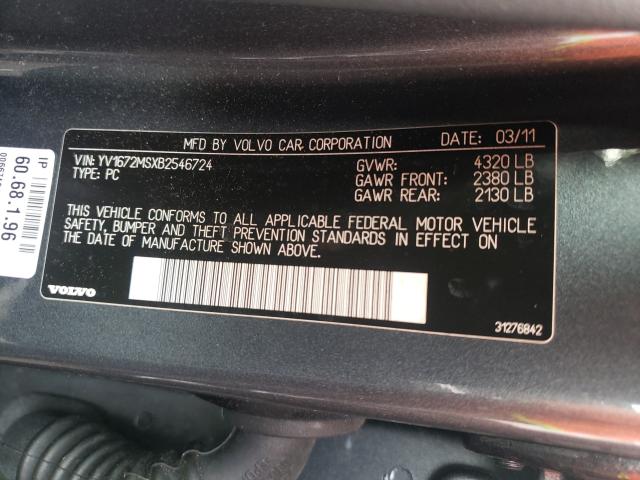 MFD BY VOLVO CAR CORPORATION DATE: 03/11
VIN: YV1672MSXB2546724 GVWR: 4320 LB
TYPE: PC GAWR FRONT: 2380 LB
GAWR REAR: 2130 LB
THIS VEHICLE CONFORMS TO ALL APPLICABLE FEDERAL MOTOR VEHICLE
SAFETY, BUMPER AND THEFT PREVENTION STANDARDS IN EFFECT ON
THE DATE OF MANUFACTURE SHOWN ABOVE.
VOLVO
31276842
IP
60.68.1.96